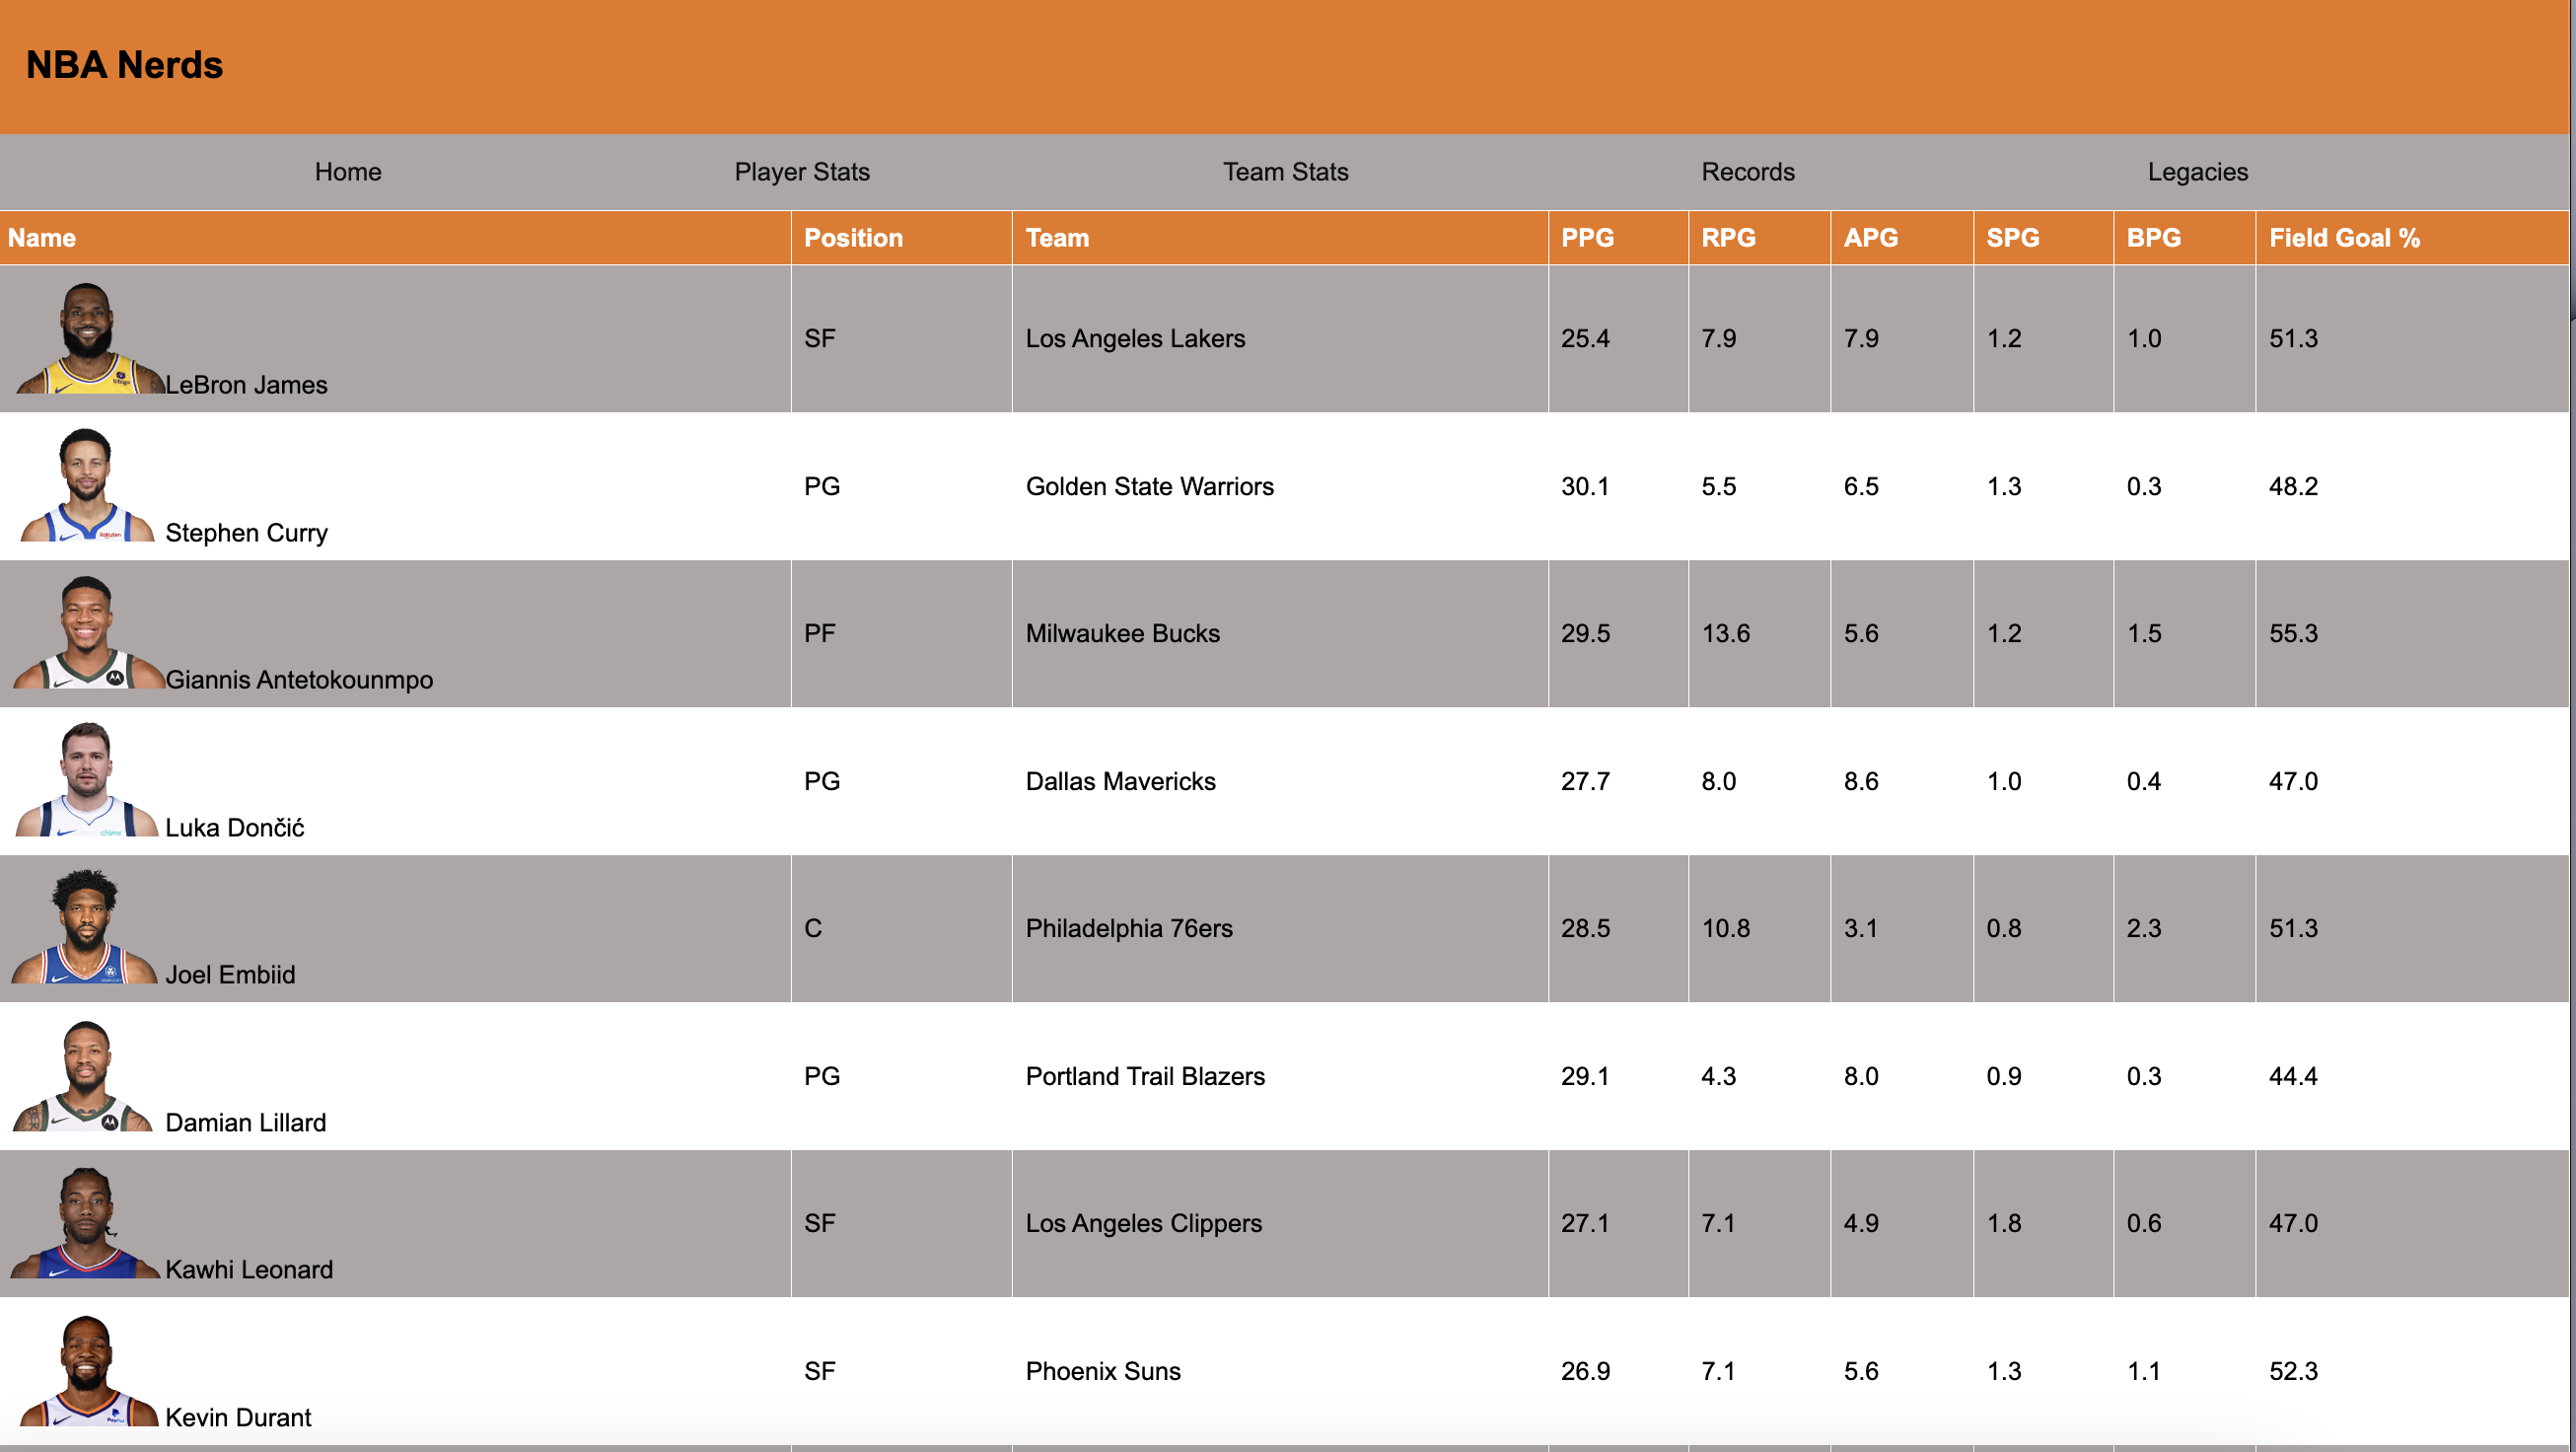 NBA Nerds
Home Player Stats Team Stats Records Legacies
Name Position Team PPG RPG APG SPG BPG Field Goal %
LeBron James SF Los Angeles Lakers 25.4 7.9 7.9 1.2 1.0 51.3
Stephen Curry PG Golden State Warriors 30.1 5.5 6.5 1.3 0.3 48.2
Giannis Antetokounmpo PF Milwaukee Bucks 29.5 13.6 5.6 1.2 1.5 55.3
Luka Dončić PG Dallas Mavericks 27.7 8.0 8.6 1.0 0.4 47.0
Joel Embiid C Philadelphia 76ers 28.5 10.8 3.1 0.8 2.3 51.3
Damian Lillard PG Portland Trail Blazers 29.1 4.3 8.0 0.9 0.3 44.4
Kawhi Leonard SF Los Angeles Clippers 27.1 7.1 4.9 1.8 0.6 47.0
Kevin Durant SF Phoenix Suns 26.9 7.1 5.6 1.3 1.1 52.3